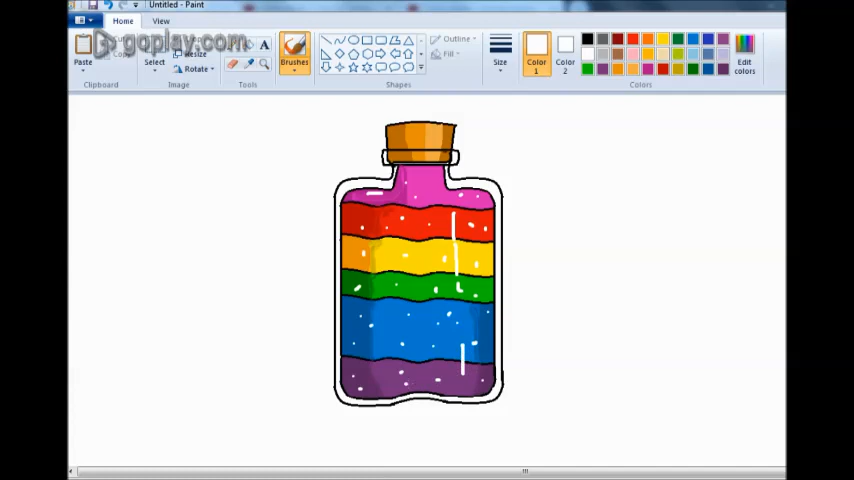 Untitled - Paint
Home View
goplay.com
Paste
Copy
Select
Resize
Rotate
A
Brushes
Outline
Fill
Size
Color 1
Color 2
Edit colors
Clipboard
Image
Tools
Shapes
Colors